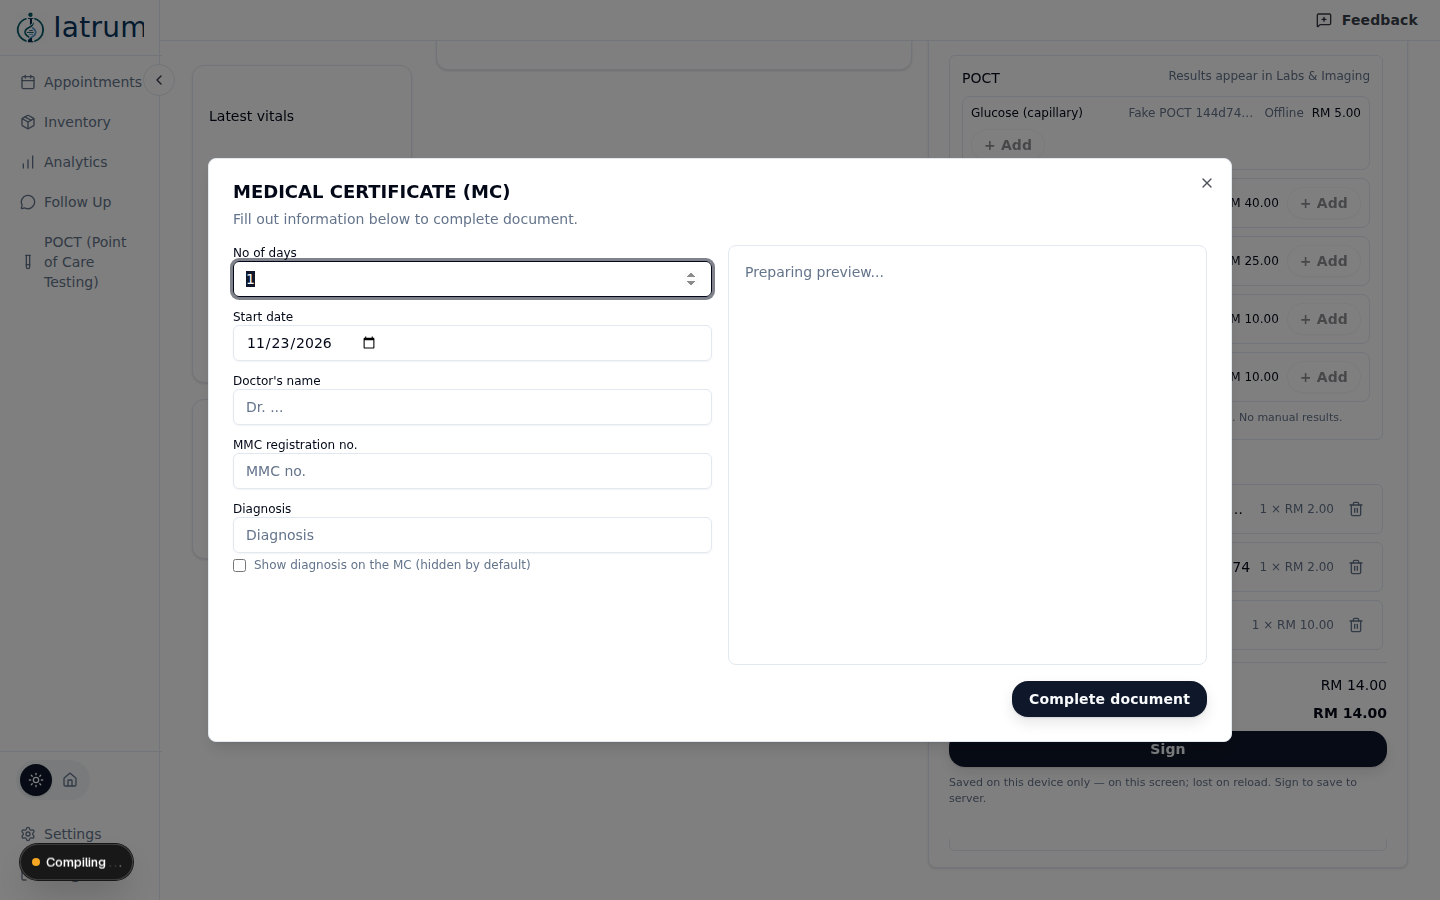 Iatrum
Feedback
Appointments
Inventory
Analytics
Follow Up
POCT (Point
of Care
Testing)
Settings
Compiling ...
Latest vitals
POCT
Results appear in Labs & Imaging
Glucose (capillary)
Fake POCT 144d74...
Offline
RM 5.00
+ Add
MEDICAL CERTIFICATE (MC)
Fill out information below to complete document.
No of days
1
Start date
11/23/2026
Doctor's name
Dr. ...
MMC registration no.
MMC no.
Diagnosis
Diagnosis
Show diagnosis on the MC (hidden by default)
Preparing preview...
Complete document
M 40.00
+ Add
M 25.00
+ Add
M 10.00
+ Add
M 10.00
+ Add
. No manual results.
..
1 × RM 2.00
74
1 × RM 2.00
1 × RM 10.00
RM 14.00
RM 14.00
Sign
Saved on this device only — on this screen; lost on reload. Sign to save to
server.